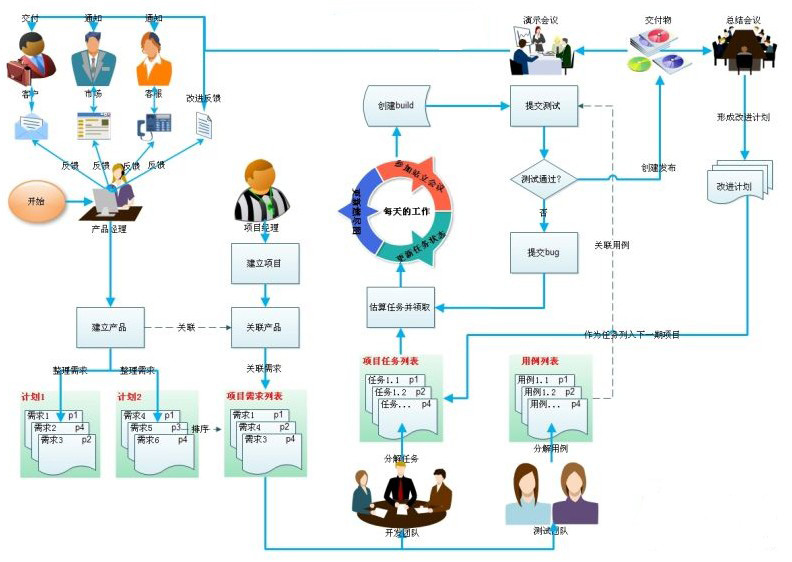 交付
通知
通知
演示会议
交付物
总结会议
客户
市场
客服
改进反馈
创建build
提交测试
形成改进计划
反馈
反馈
反馈
反馈
参加站立会议
测试通过?
创建发布
改进计划
开始
每天的工作
产品经理
项目经理
否
更新任务状态
关联用例
建立项目
提交bug
估算任务并领取
建立产品
关联
关联产品
作为任务列入下一期项目
整理需求
整理需求
关联需求
项目任务列表
用例列表
任务1.1 p1
任务1.2 p2
任务... p4
用例1.1 p1
用例1.2 p2
用例... p4
计划1
计划2
项目需求列表
需求1 p1
需求2 p4
需求3 p2
需求4 p1
需求5 p3
需求6 p4
排序
需求1 p1
需求4 p2
需求3 p4
分解任务
分解用例
开发团队
测试团队